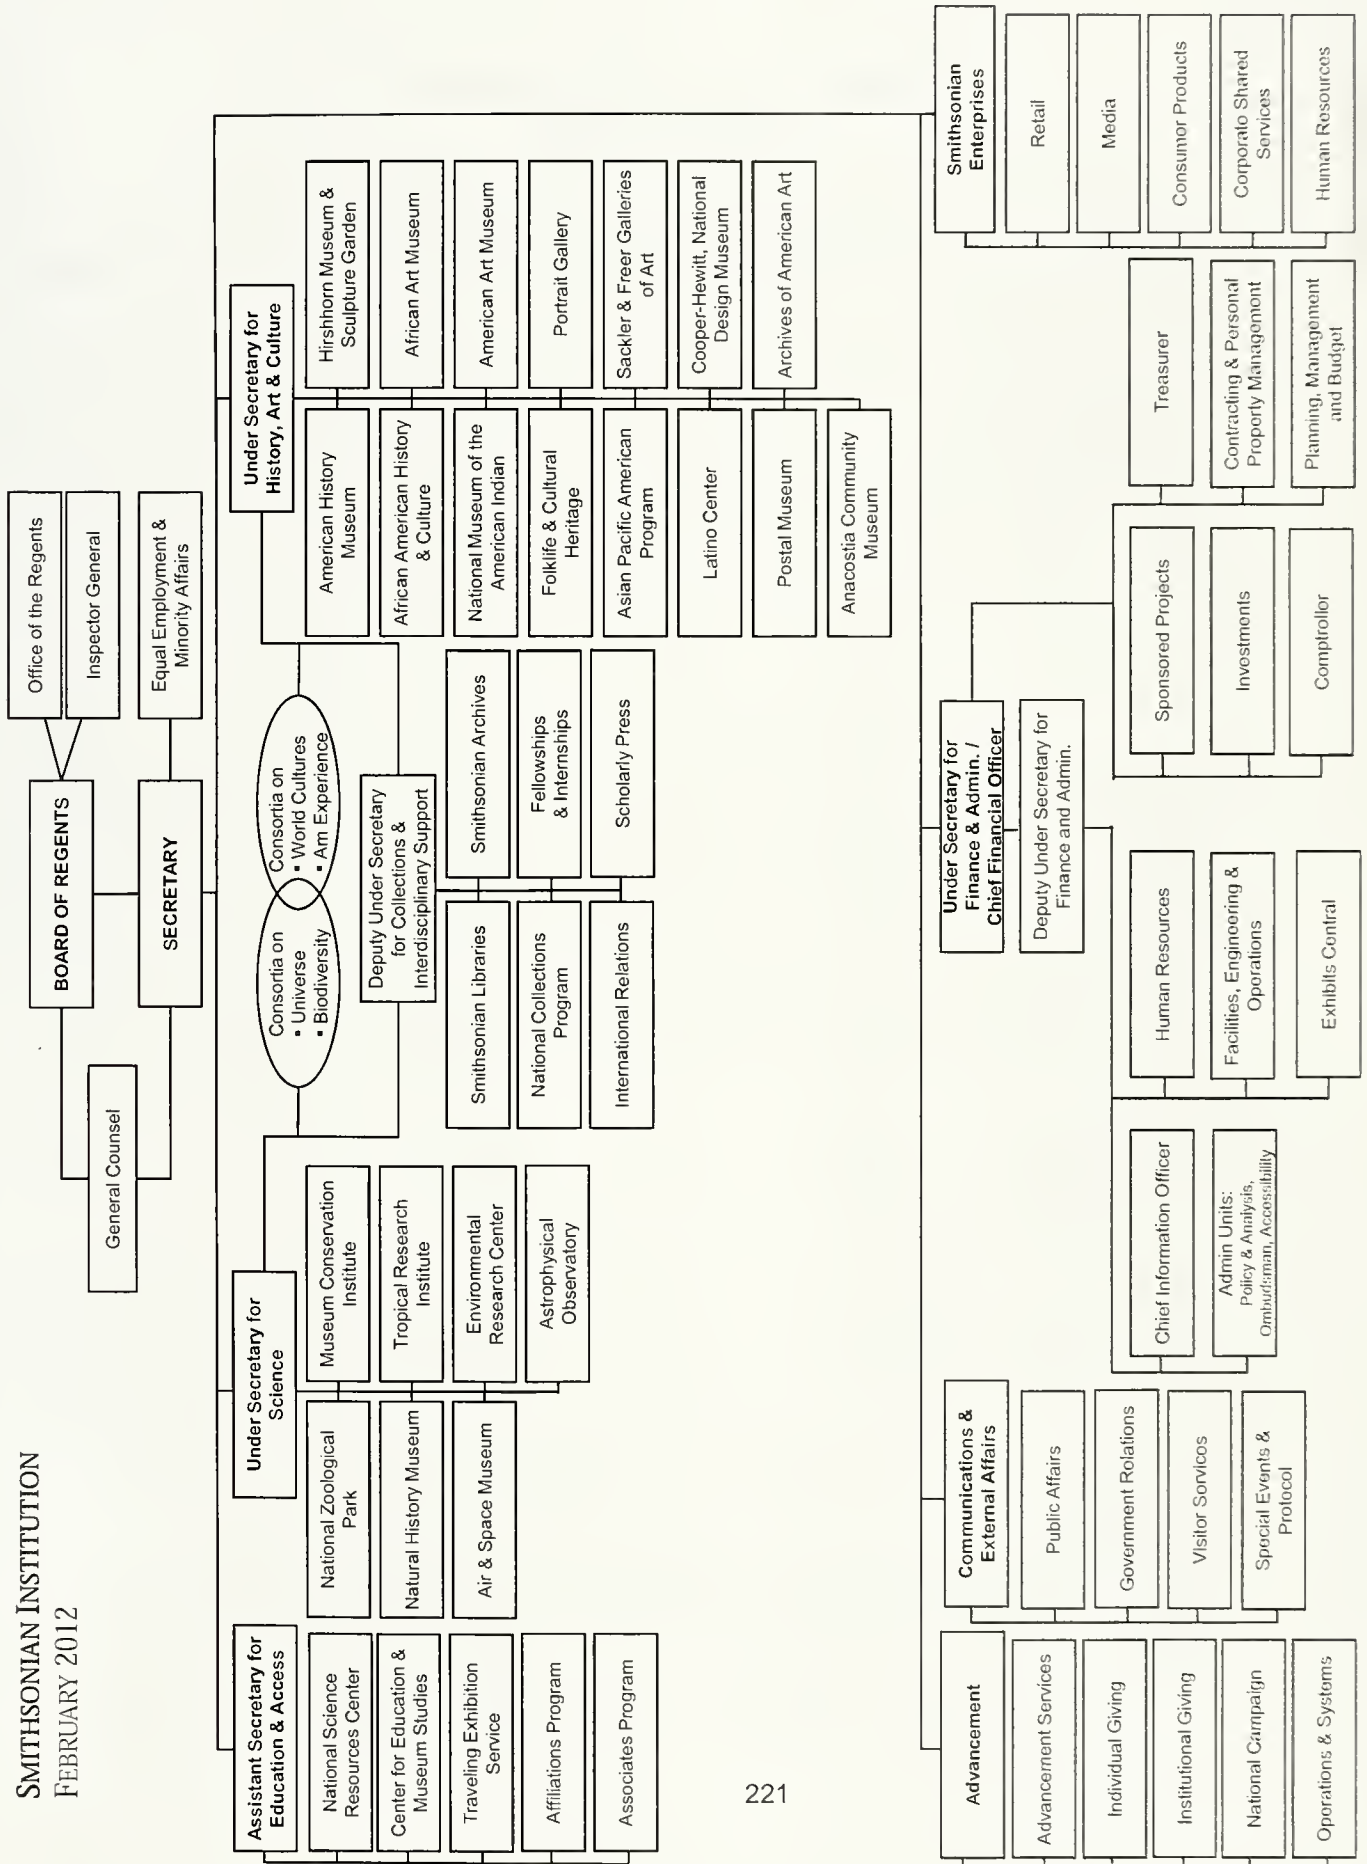 SMITHSONIAN INSTITUTION
FEBRUARY 2012
BOARD OF REGENTS
Office of the Regents
Inspector General
General Counsel
SECRETARY
Equal Employment &
Minority Affairs
Assistant Secretary for
Education & Access
National Science
Resources Center
Center for Education &
Museum Studies
Traveling Exhibition
Service
Affiliations Program
Associates Program
Under Secretary for
Science
National Zoological
Park
Museum Conservation
Institute
Natural History Museum
Tropical Research
Institute
Air & Space Museum
Environmental
Research Center
Astrophysical
Observatory
Consortia on
▪ Universe
▪ Biodiversity
Consortia on
▪ World Cultures
▪ Am Experience
Deputy Under Secretary
for Collections &
Interdisciplinary Support
Smithsonian Libraries
Smithsonian Archives
National Collections
Program
Fellowships
& Internships
International Relations
Scholarly Press
Under Secretary for
History, Art & Culture
American History
Museum
Hirshhorn Museum &
Sculpture Garden
African American History
& Culture
African Art Museum
National Museum of the
American Indian
American Art Museum
Folklife & Cultural
Heritage
Portrait Gallery
Asian Pacific American
Program
Sackler & Freer Galleries
of Art
Latino Center
Cooper-Hewitt, National
Design Museum
Postal Museum
Archives of American Art
Anacostia Community
Museum
Advancement
Advancement Services
Individual Giving
Institutional Giving
National Campaign
Oporations & Systems
Communications &
External Affairs
Public Affairs
Government Rolations
Visitor Servicos
Special Events &
Protocol
Under Secretary for
Finance & Admin. /
Chief Financial Officer
Deputy Under Secretary for
Finance and Admin.
Chief Information Officer
Admin Units:
Policy & Analysis,
Ombudsman, Accessibility
Human Resources
Facilities, Engineering &
Operations
Exhibits Central
Sponsored Projects
Investments
Comptrollor
Treasurer
Contracting & Personal
Property Management
Planning, Management
and Budget
Smithsonian
Enterprises
Retail
Media
Consumor Products
Corporato Shared
Services
Human Resources
221